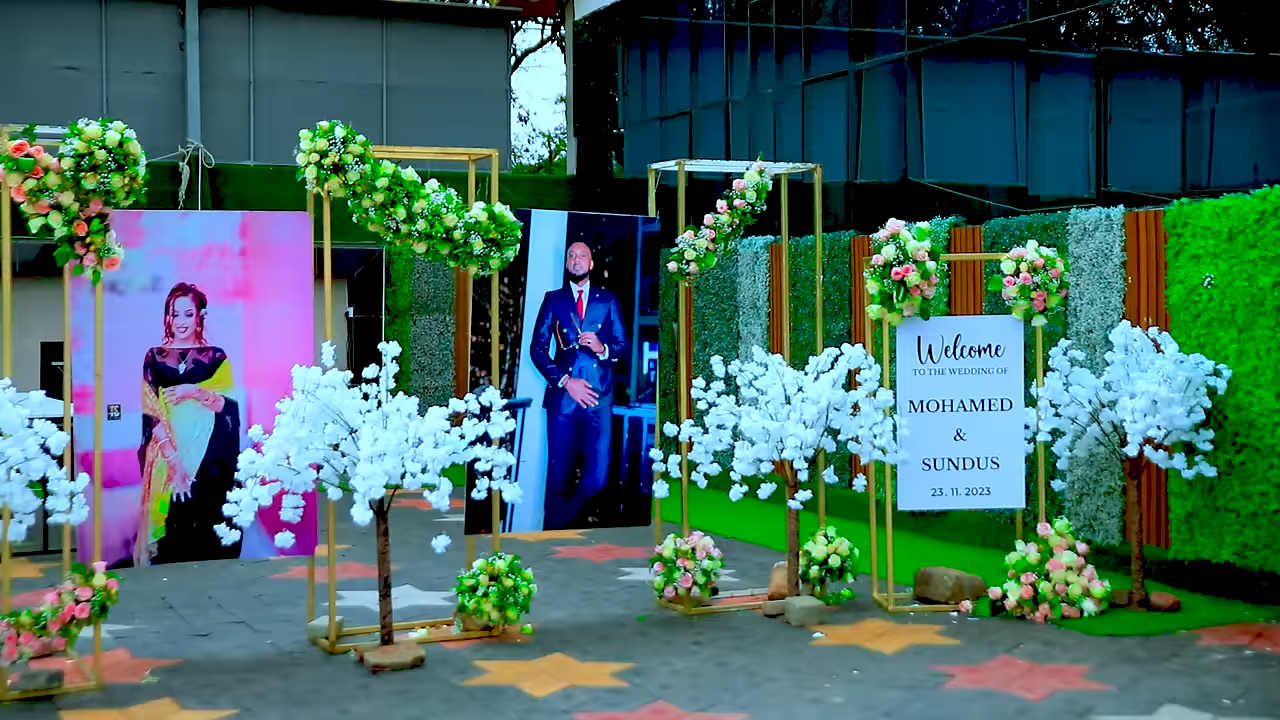 Welcome
TO THE WEDDING OF
MOHAMED
&
SUNDUS
23. 11. 2023